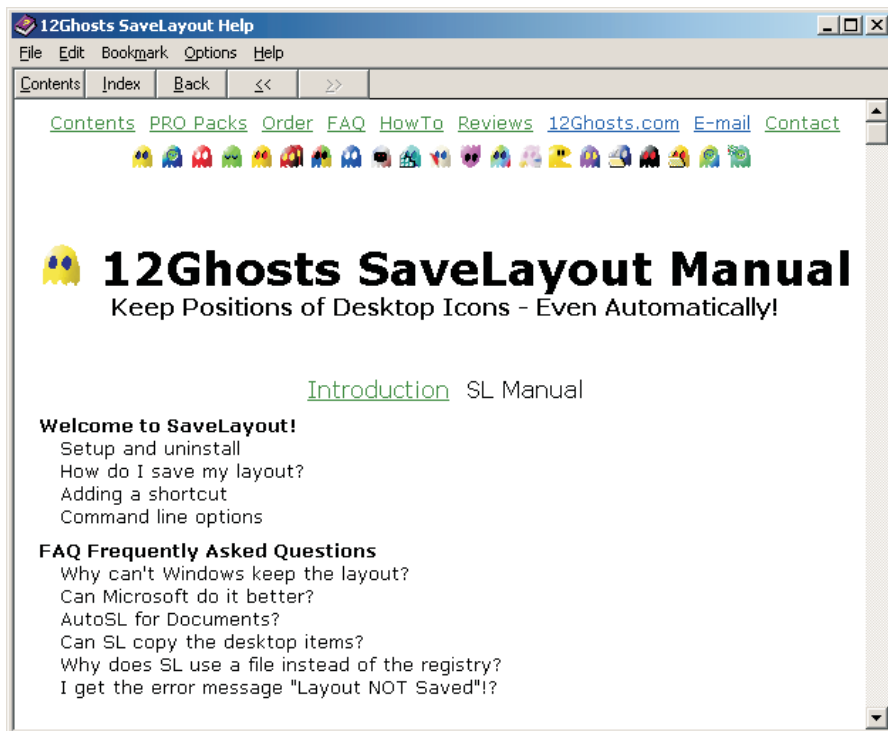 12Ghosts SaveLayout Help
File Edit Bookmark Options Help
Contents Index Back << >>
Contents PRO Packs Order FAQ HowTo Reviews 12Ghosts.com E-mail Contact
12Ghosts SaveLayout Manual
Keep Positions of Desktop Icons - Even Automatically!
Introduction SL Manual
Welcome to SaveLayout!
Setup and uninstall
How do I save my layout?
Adding a shortcut
Command line options
FAQ Frequently Asked Questions
Why can't Windows keep the layout?
Can Microsoft do it better?
AutoSL for Documents?
Can SL copy the desktop items?
Why does SL use a file instead of the registry?
I get the error message "Layout NOT Saved"!?